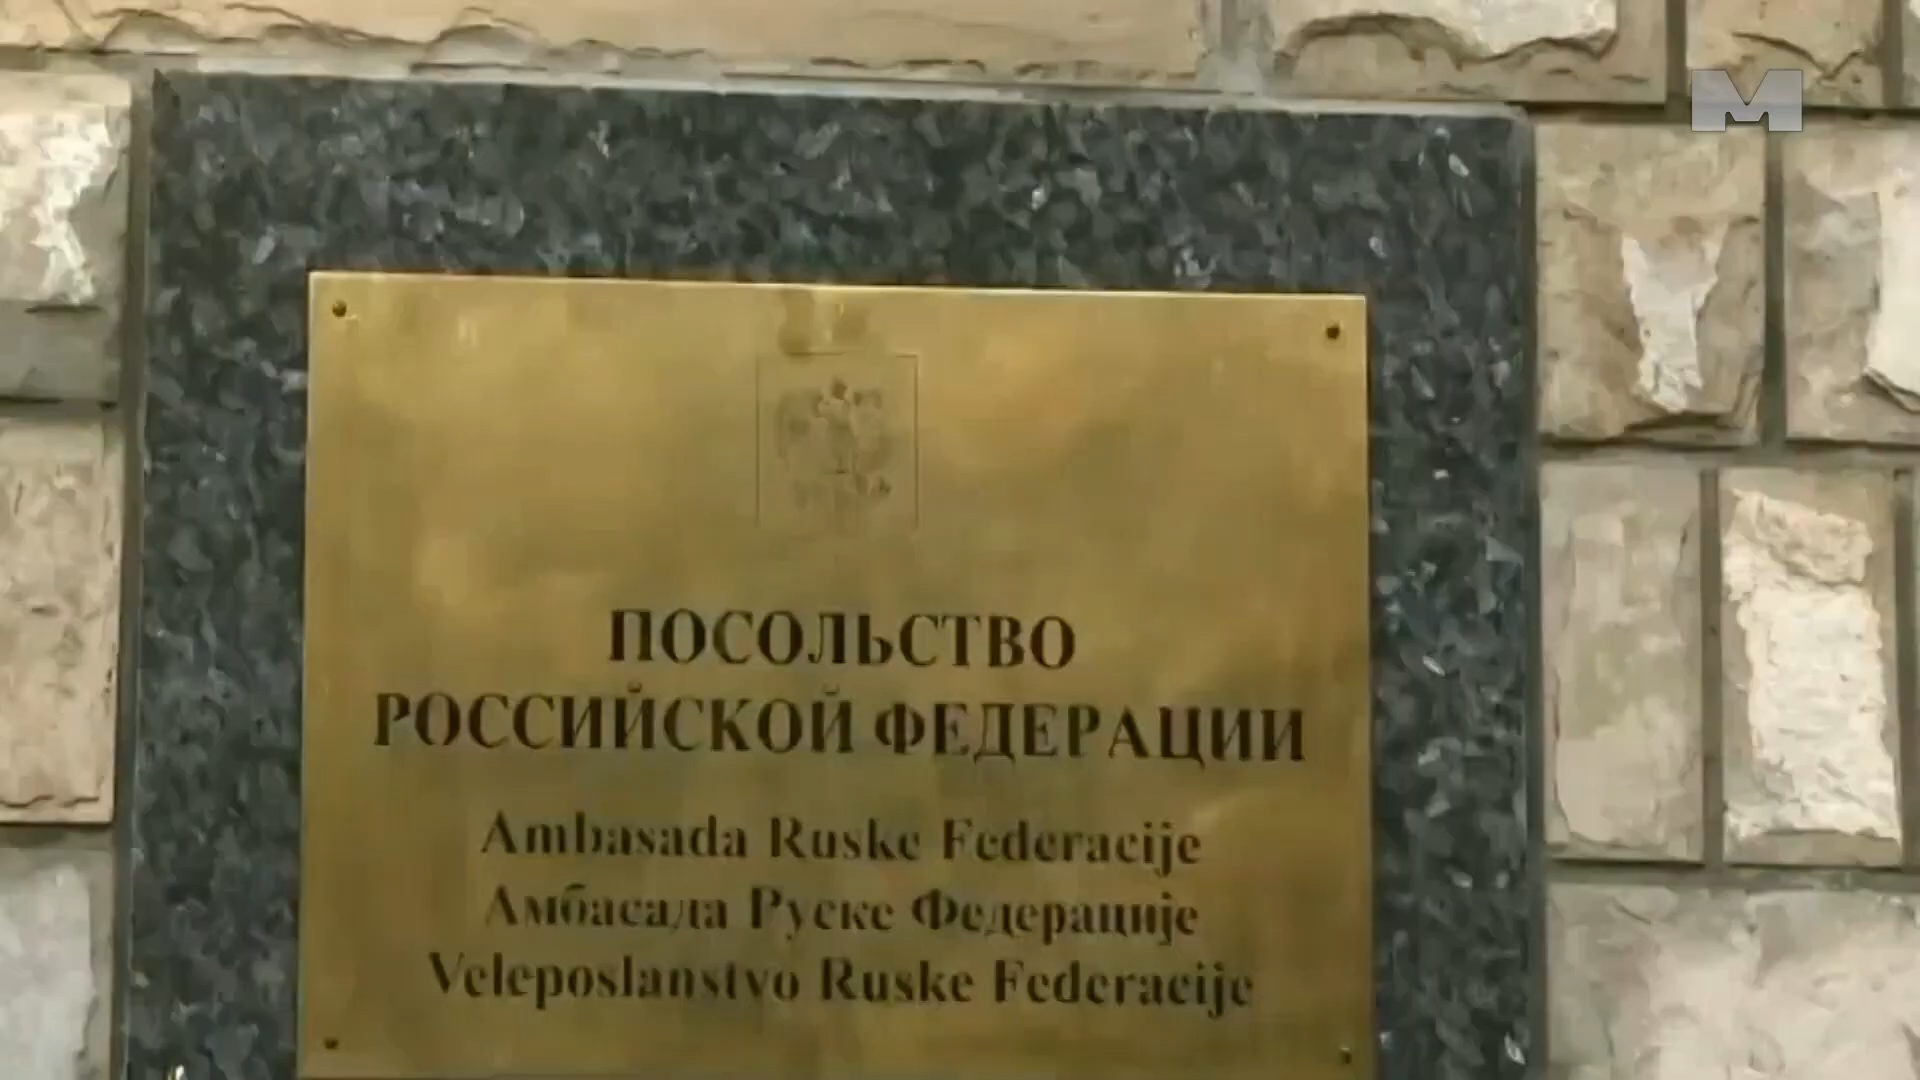 M
ПОСОЛЬСТВО
РОССИЙСКОЙ ФЕДЕРАЦИИ
Ambasada Ruske Federacije
Амбасада Руске Федерације
Veleposlanstvo Ruske Federacije